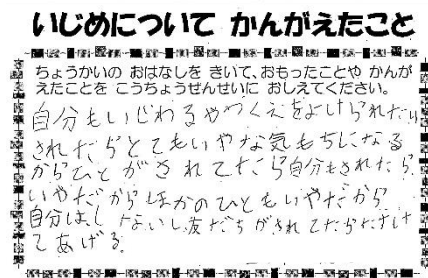 いじめについて かんがえたこと
ちょうかいの おはなしを きいて、おもったことや かんが
えたことを こうちょうせんせいに おしえてください。
自分もいじわるやつくえをよけられたり
されたらとてもいやな気もちになる
からひとがされてたら自分もされたら
いやだからほかのひともいやだから
自分はしないし友だちがされてたらたすけ
てあげる。